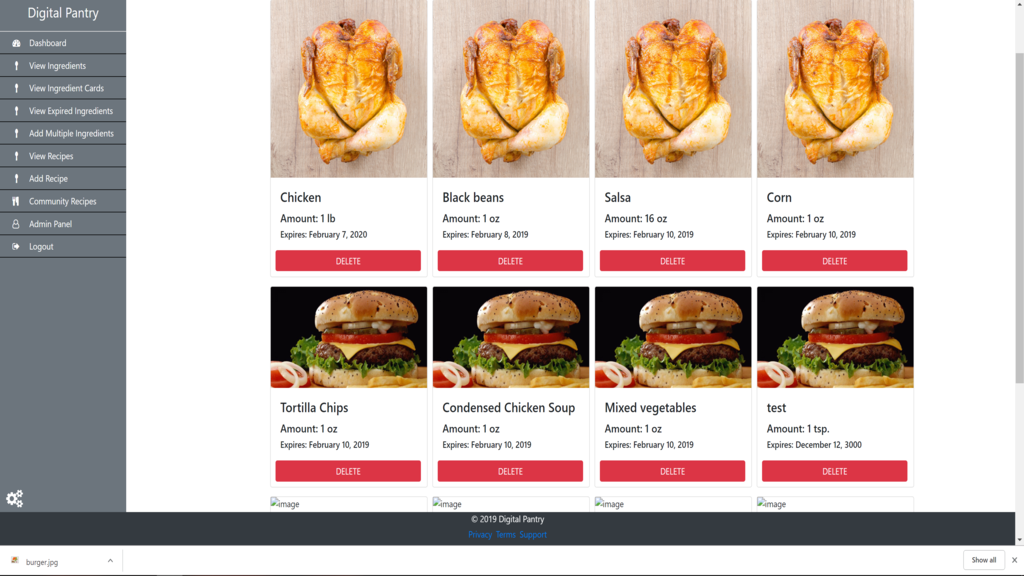 Digital Pantry
Dashboard
View Ingredients
View Ingredient Cards
View Expired Ingredients
Add Multiple Ingredients
View Recipes
Add Recipe
Community Recipes
Admin Panel
Logout
Chicken
Amount: 1 lb
Expires: February 7, 2020
DELETE
Black beans
Amount: 1 oz
Expires: February 8, 2019
DELETE
Salsa
Amount: 16 oz
Expires: February 10, 2019
DELETE
Corn
Amount: 1 oz
Expires: February 10, 2019
DELETE
Tortilla Chips
Amount: 1 oz
Expires: February 10, 2019
DELETE
Condensed Chicken Soup
Amount: 1 oz
Expires: February 10, 2019
DELETE
Mixed vegetables
Amount: 1 oz
Expires: February 10, 2019
DELETE
test
Amount: 1 tsp.
Expires: December 12, 3000
DELETE
image
image
image
image
© 2019 Digital Pantry
Privacy Terms Support
burger.jpg
Show all